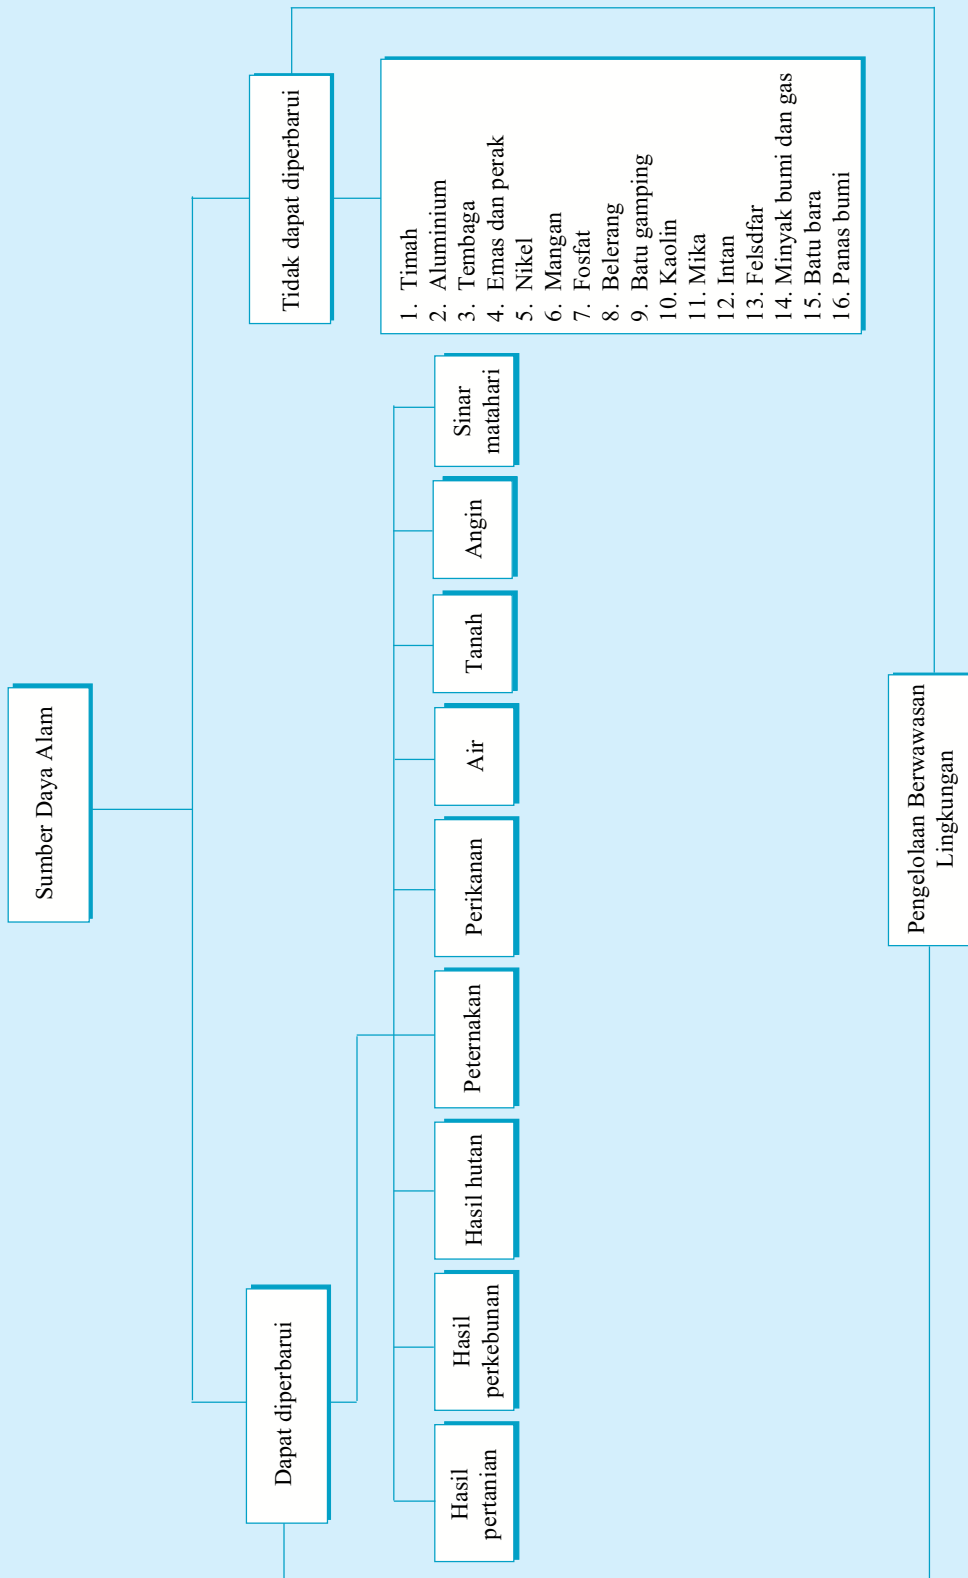 Sumber Daya Alam
Dapat diperbarui
Tidak dapat diperbarui
Hasil
pertanian
Hasil
perkebunan
Hasil hutan
Peternakan
Perikanan
Air
Tanah
Angin
Sinar
matahari
1. Timah
2. Aluminium
3. Tembaga
4. Emas dan perak
5. Nikel
6. Mangan
7. Fosfat
8. Belerang
9. Batu gamping
10. Kaolin
11. Mika
12. Intan
13. Felsdfar
14. Minyak bumi dan gas
15. Batu bara
16. Panas bumi
Pengelolaan Berwawasan
Lingkungan